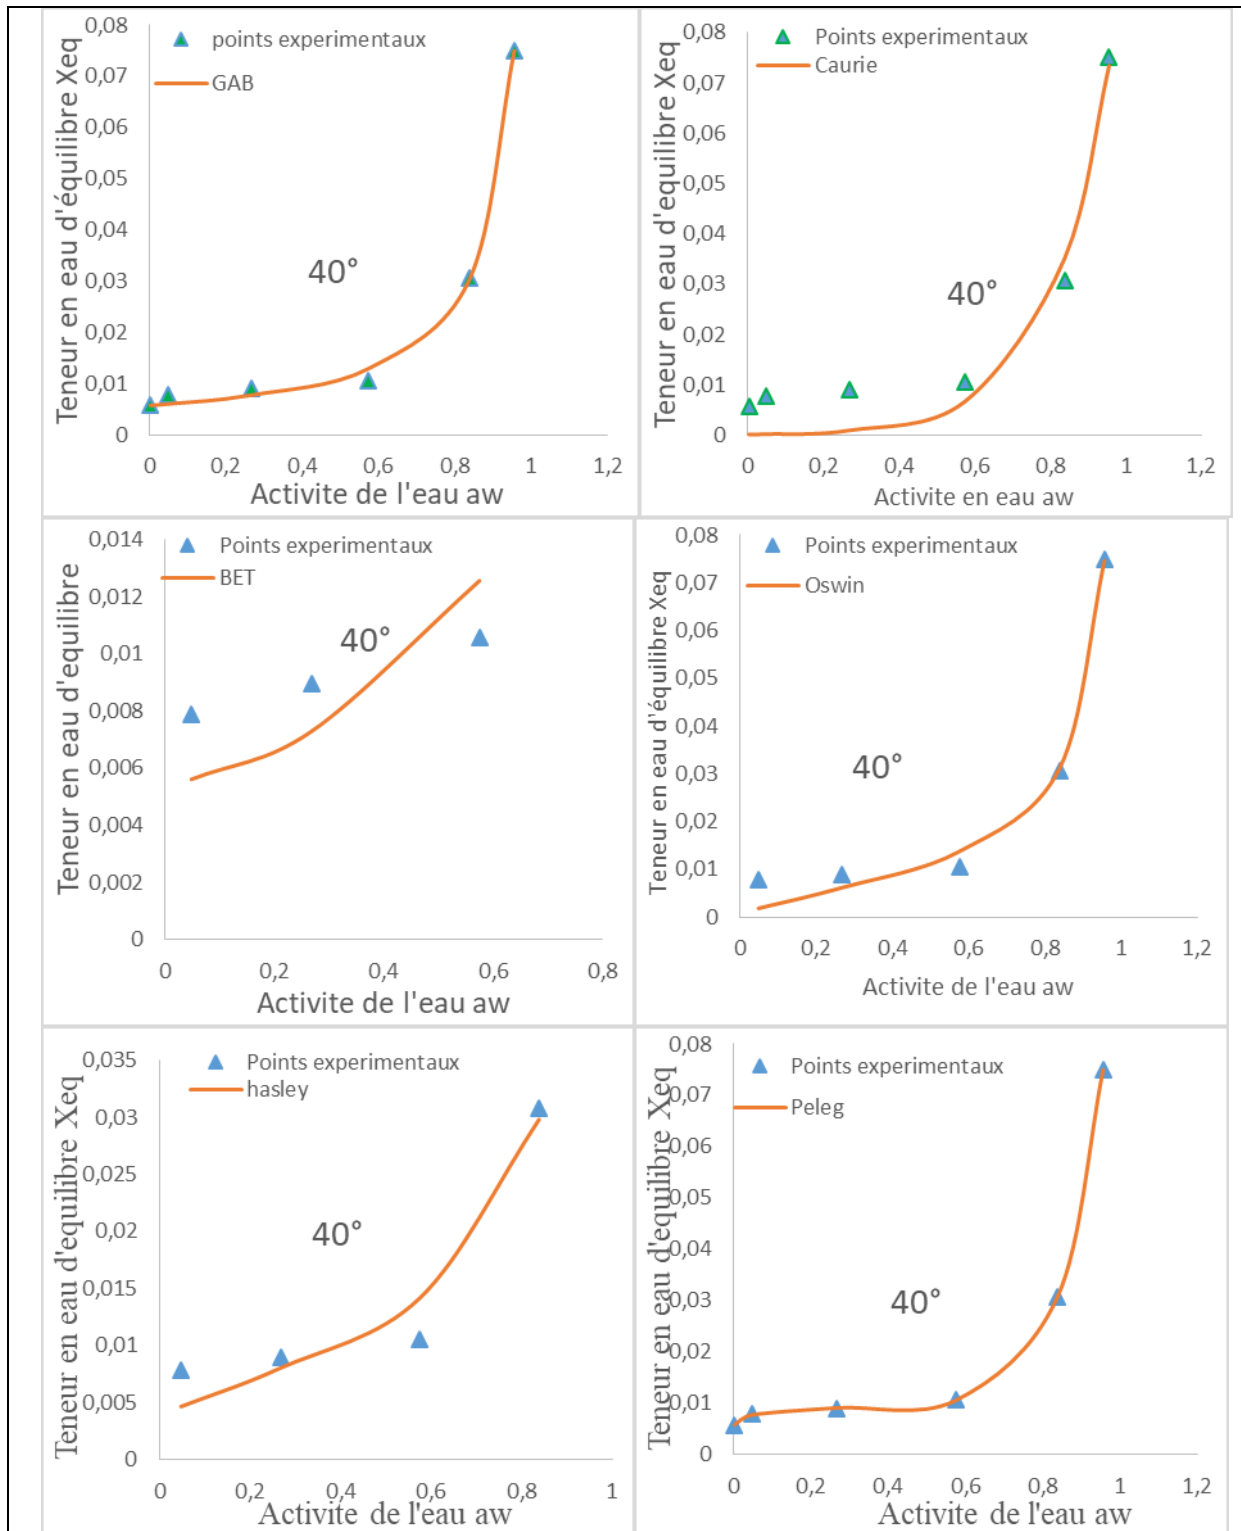 0,08
points experimentaux
GAB
0,07
0,06
0,05
0,04
0,03
0,02
0,01
0
Teneur en eau d'équilibre Xeq
40°
0 0,2 0,4 0,6 0,8 1 1,2
Activite de l'eau aw
0,08
Points experimentaux
Caurie
0,07
0,06
0,05
0,04
0,03
0,02
0,01
0
Teneur en eau d'equilibre Xeq
40°
0 0,2 0,4 0,6 0,8 1 1,2
Activite en eau aw
0,014
Points experimentaux
BET
0,012
0,01
0,008
0,006
0,004
0,002
0
Teneur en eau d'equilibre
40°
0 0,2 0,4 0,6 0,8
Activite de l'eau aw
0,08
Points experimentaux
Oswin
0,07
0,06
0,05
0,04
0,03
0,02
0,01
0
Teneur en eau d'équilibre Xeq
40°
0 0,2 0,4 0,6 0,8 1 1,2
Activite de l'eau aw
0,035
Points experimentaux
hasley
0,03
0,025
0,02
0,015
0,01
0,005
0
Teneur en eau d'equilibre Xeq
40°
0 0,2 0,4 0,6 0,8 1
Activite de l'eau aw
0,08
Points experimentaux
Peleg
0,07
0,06
0,05
0,04
0,03
0,02
0,01
0
Teneur en eau d'equilibre Xeq
40°
0 0,2 0,4 0,6 0,8 1 1,2
Activite de l'eau aw